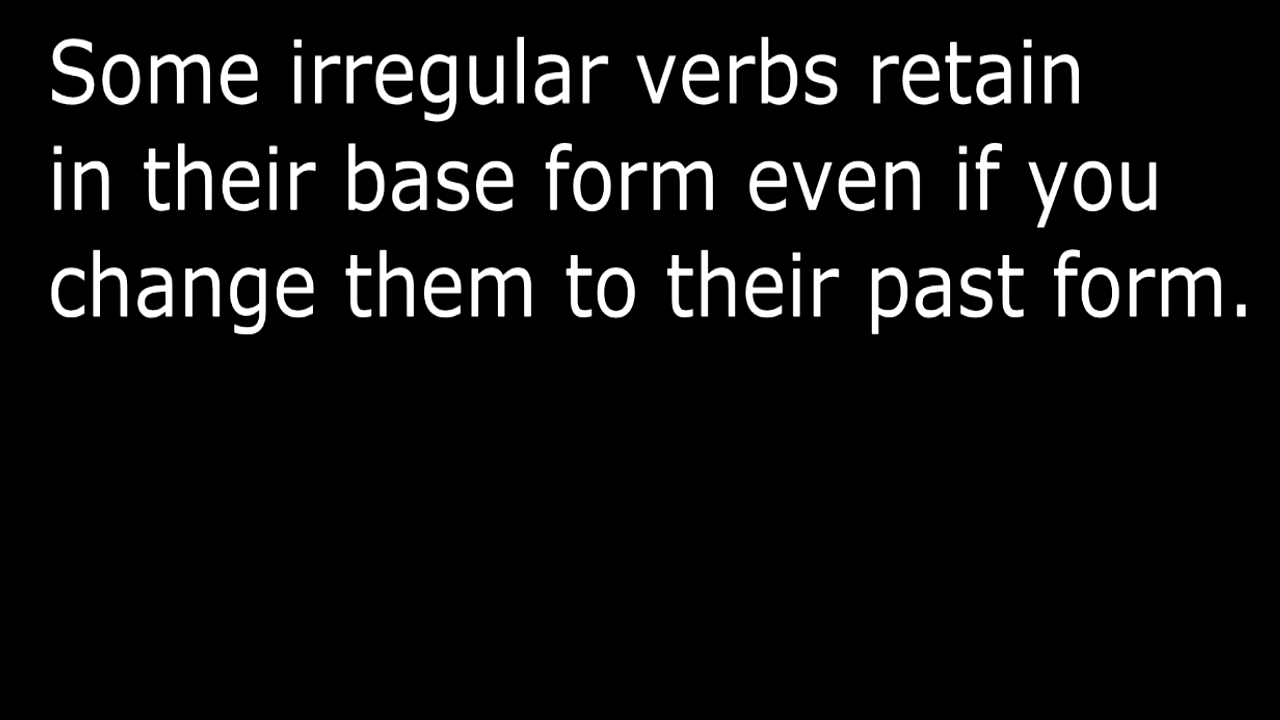 Some irregular verbs retain
in their base form even if you
change them to their past form.